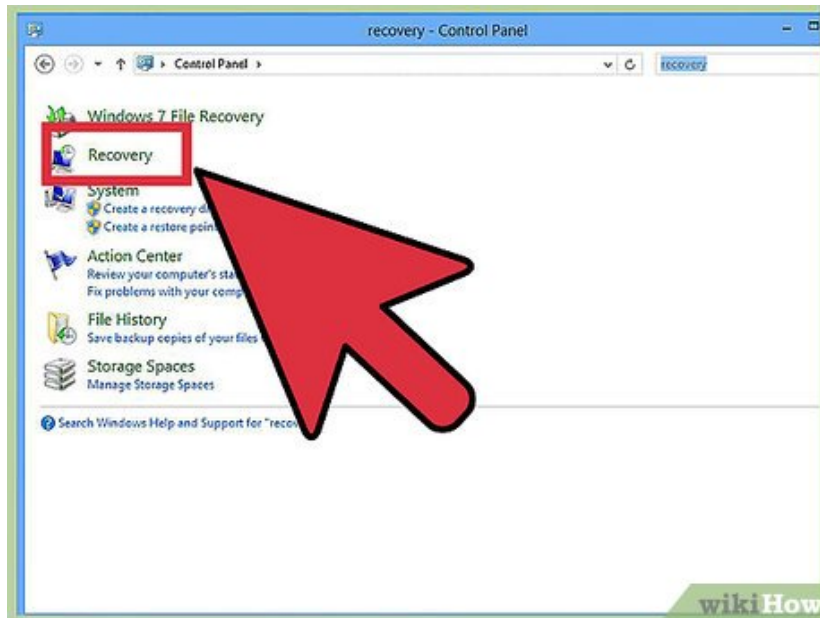 recovery - Control Panel
Control Panel
recovery
Windows 7 File Recovery
Recovery
System
Create a recovery
Create a restore point
Action Center
Review your computer's
Fix problems with your
File History
Save backup copies of your files
Storage Spaces
Manage Storage Spaces
Search Windows Help and Support for "recov
wikiHow